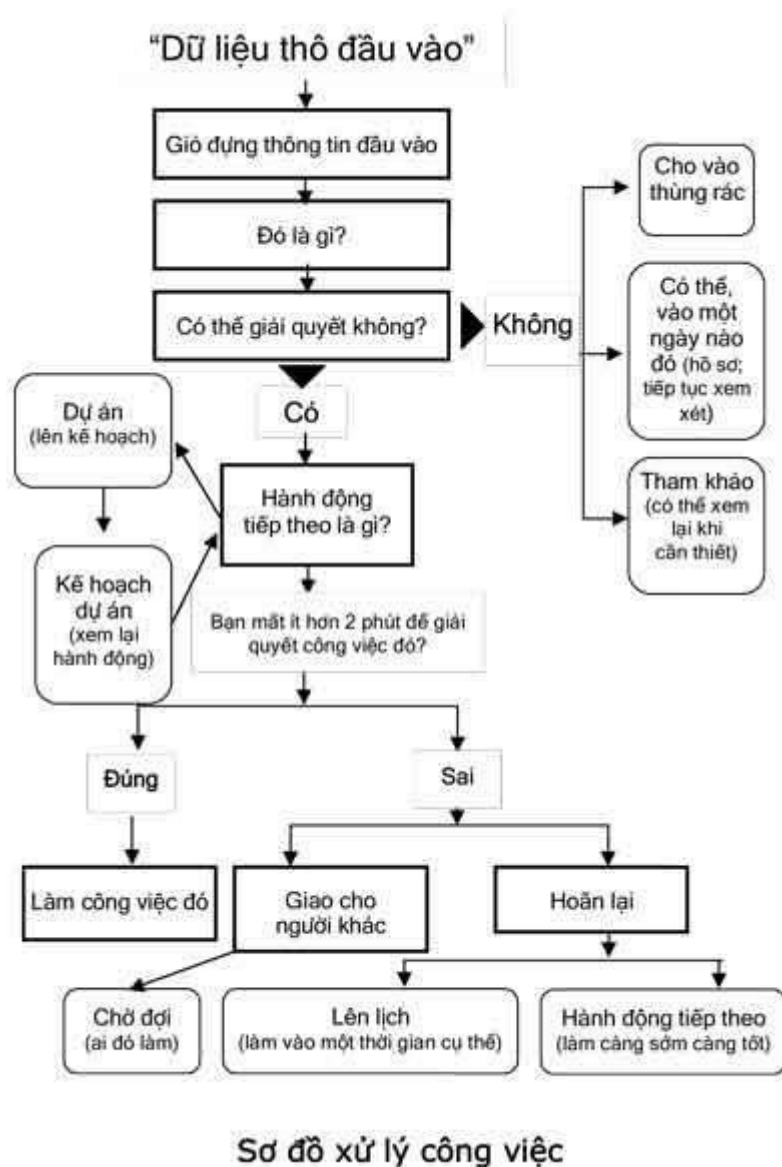 “Dữ liệu thô đầu vào”
Giỏ đựng thông tin đầu vào
Đó là gì?
Có thể giải quyết không?
Không
Cho vào
thùng rác
Có thể,
vào một
ngày nào
đó (hồ sơ;
tiếp tục xem
xét)
Tham khảo
(có thể xem
lại khi
cần thiết)
Có
Dự án
(lên kế hoạch)
Hành động
tiếp theo là gì?
Kế hoạch
dự án
(xem lại
hành động)
Bạn mất ít hơn 2 phút để giải
quyết công việc đó?
Đúng
Sai
Làm công việc đó
Giao cho
người khác
Hoãn lại
Chờ đợi
(ai đó làm)
Lên lịch
(làm vào một thời gian cụ thể)
Hành động tiếp theo
(làm càng sớm càng tốt)
Sơ đồ xử lý công việc